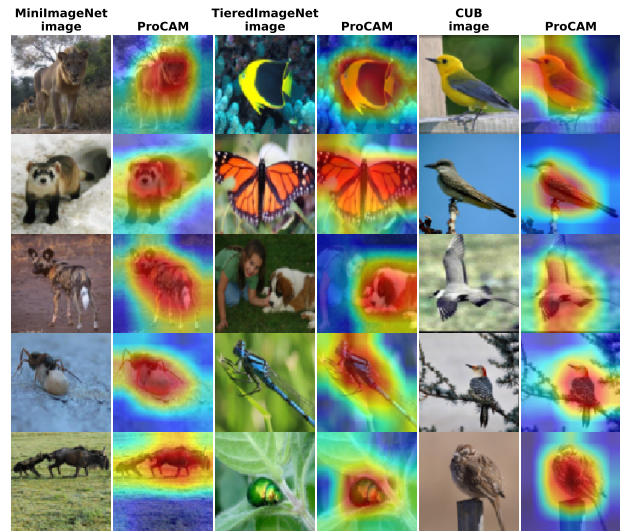 MiniImageNet image
ProCAM
TieredImageNet image
ProCAM
CUB image
ProCAM